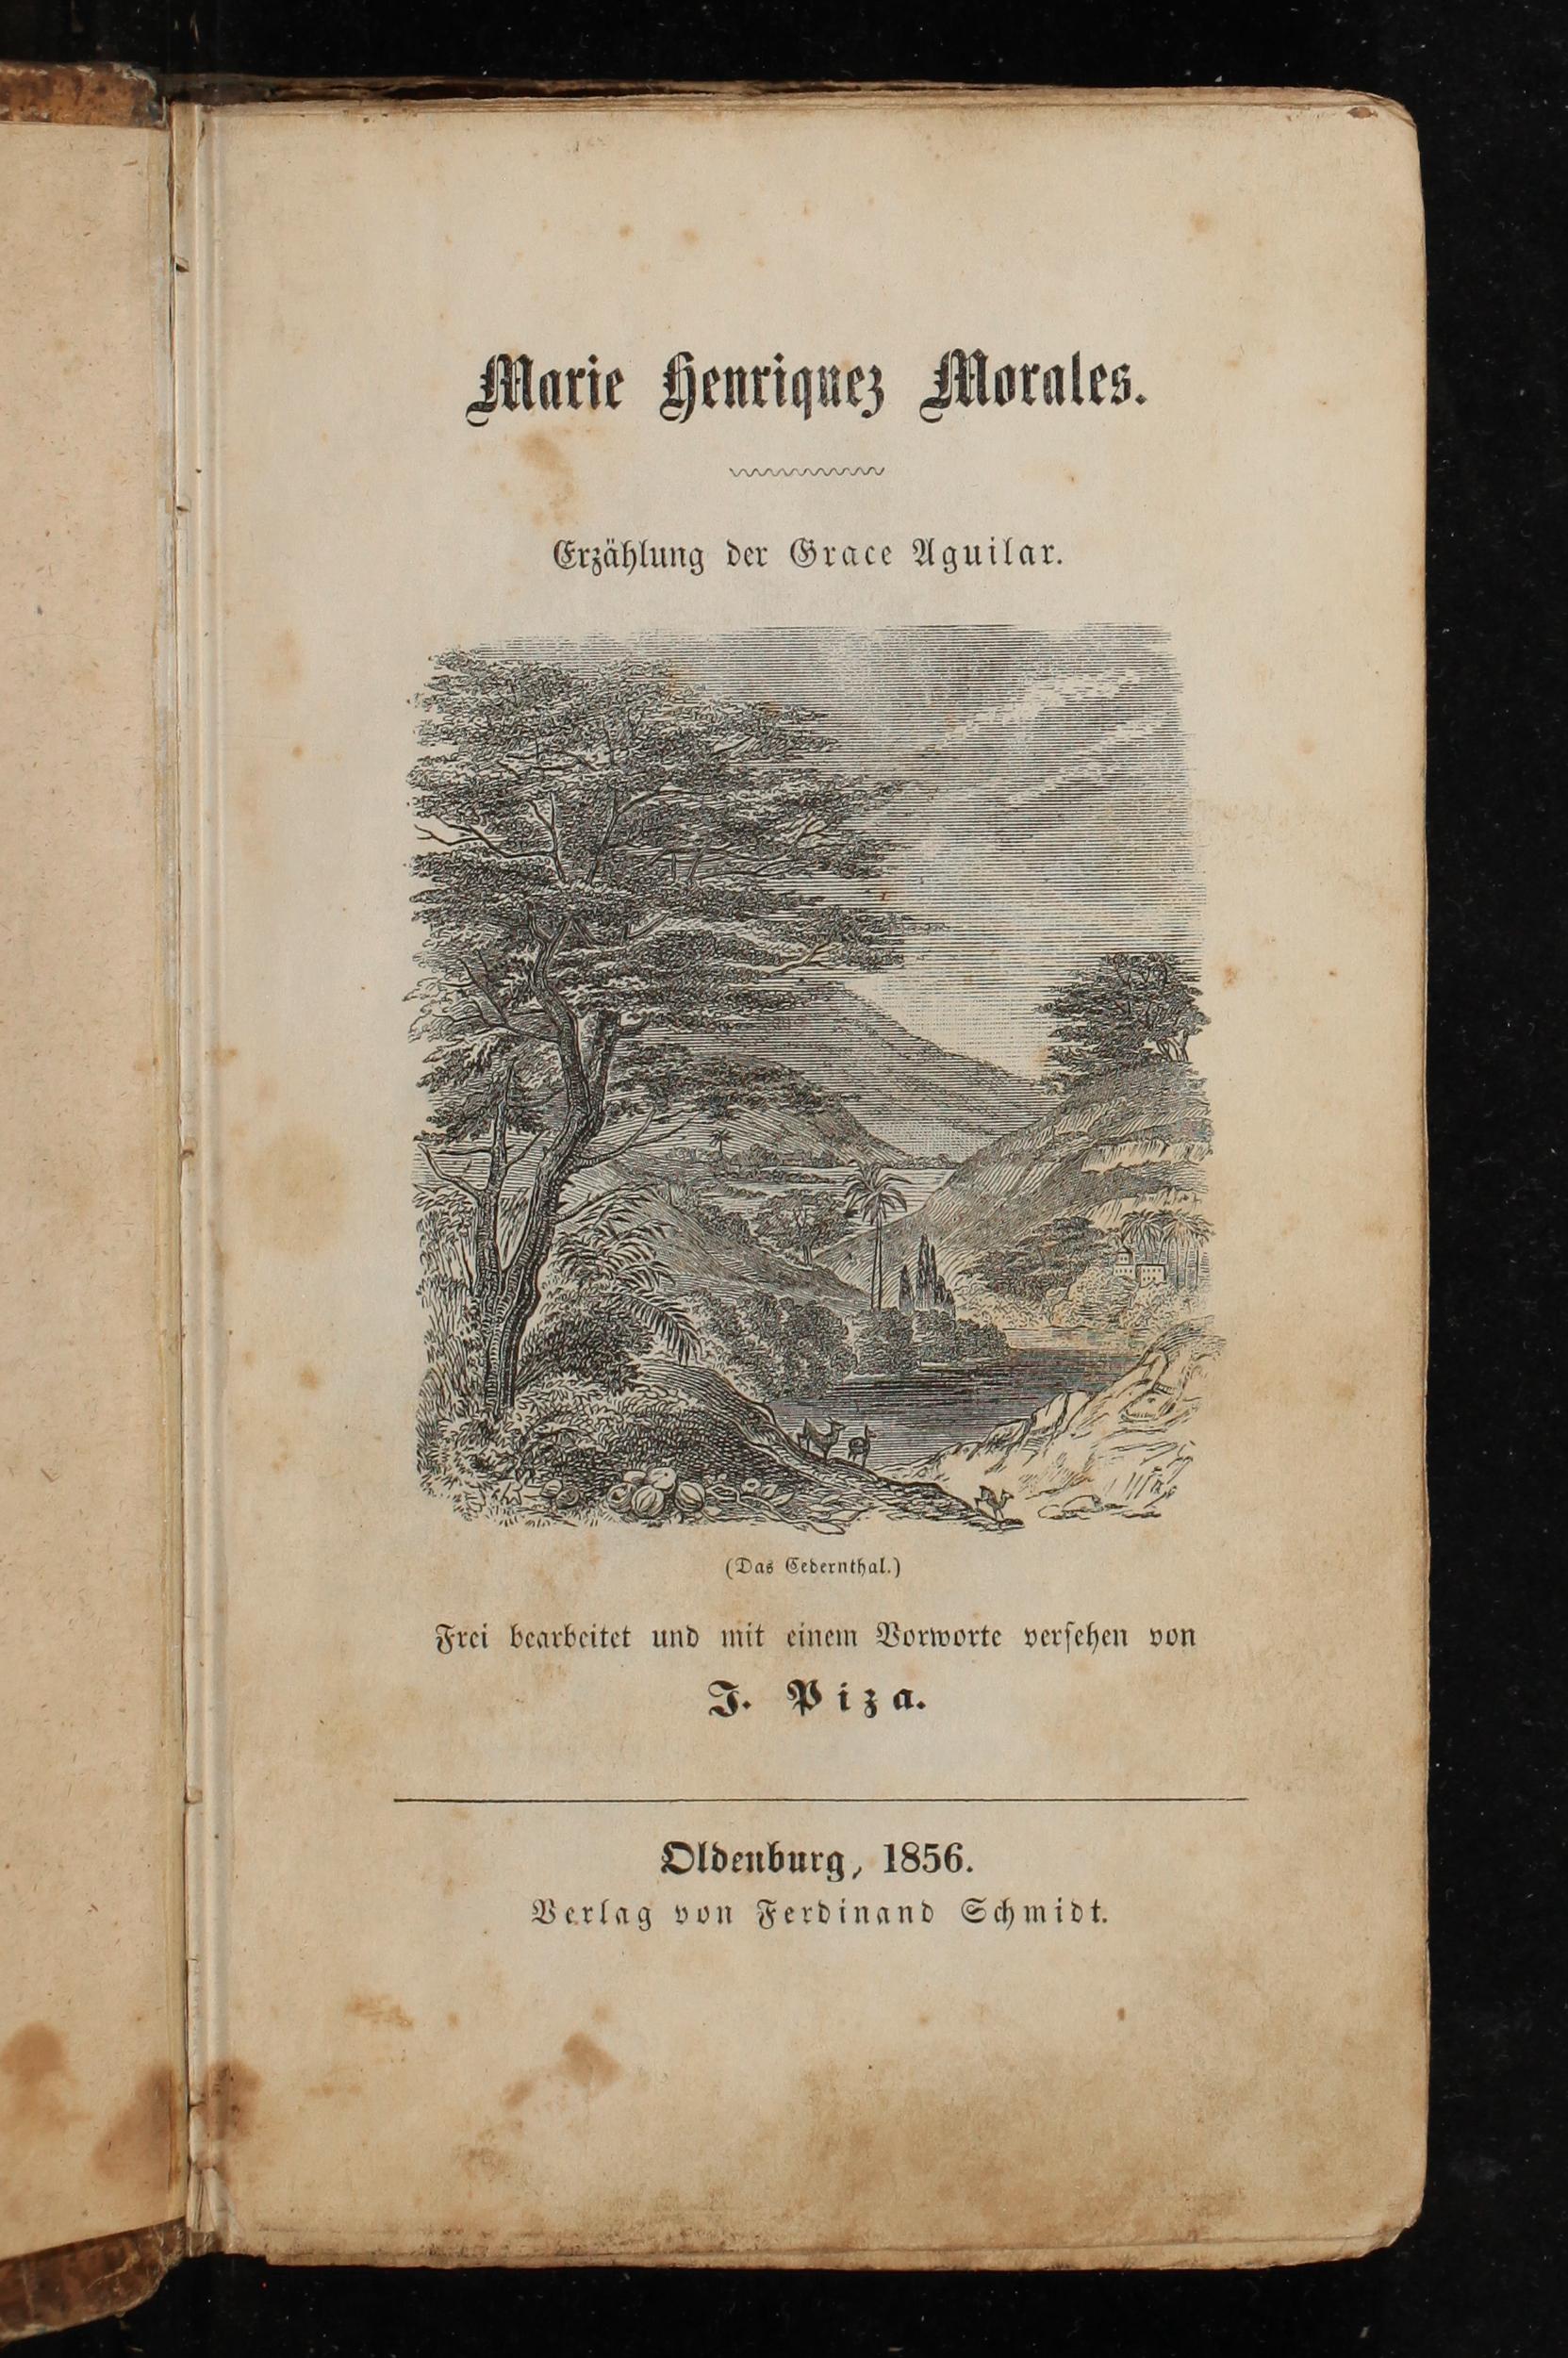 Marie Henriquez Morales.
Erzählung der Grace Aguilar.
(Das Cedernthal.)
Frei bearbeitet und mit einem Vorworte verſehen von
J. Piza.
Oldenburg, 1856.
Verlag von Ferdinand Schmidt.